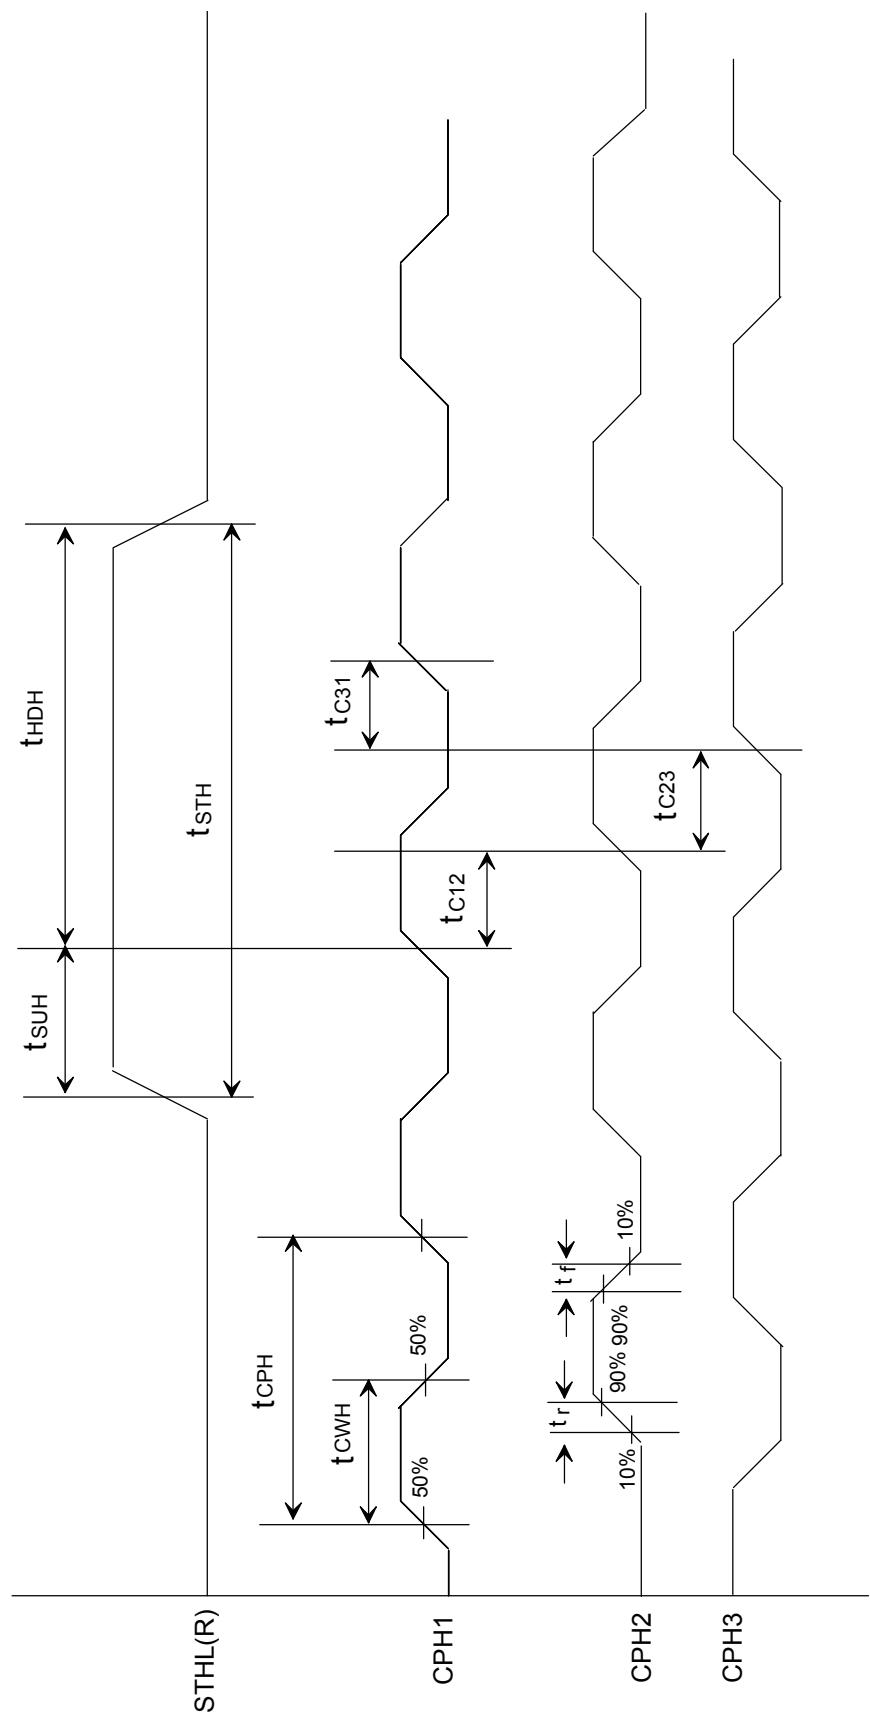 tHDH
tSUH
tSTH
STHL(R)
tC31
tC12
tCPH
tCWH
50%
50%
CPH1
tC23
tf
10%
90%
90%
tr
10%
CPH2
CPH3